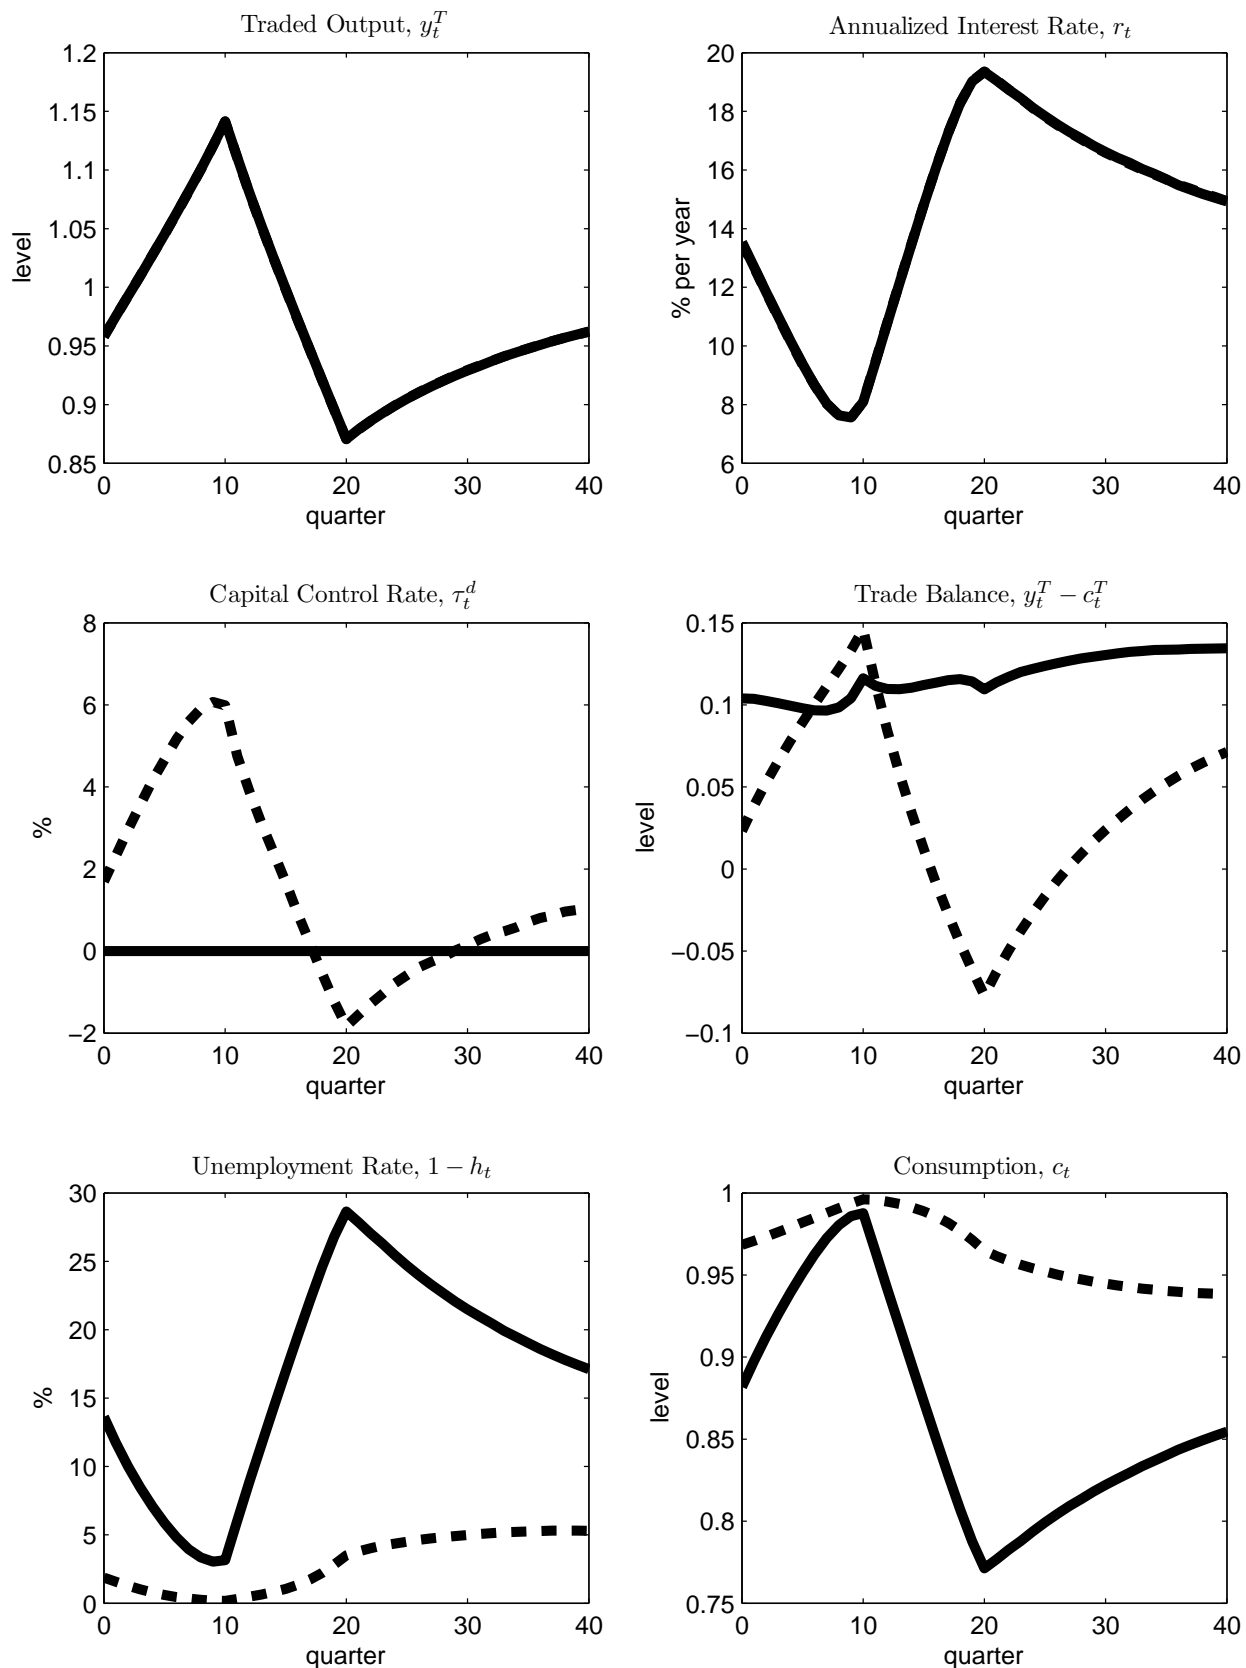 Traded Output, $y_t^T$
1.2
1.15
1.1
1.05
1
0.95
0.9
0.85
level
0 10 20 30 40
quarter
Annualized Interest Rate, $r_t$
20
18
16
14
12
10
8
6
% per year
0 10 20 30 40
quarter
Capital Control Rate, $\tau_t^d$
8
6
4
2
0
−2
%
0 10 20 30 40
quarter
Trade Balance, $y_t^T - c_t^T$
0.15
0.1
0.05
0
−0.05
−0.1
level
0 10 20 30 40
quarter
Unemployment Rate, $1 - h_t$
30
25
20
15
10
5
0
%
0 10 20 30 40
quarter
Consumption, $c_t$
1
0.95
0.9
0.85
0.8
0.75
level
0 10 20 30 40
quarter